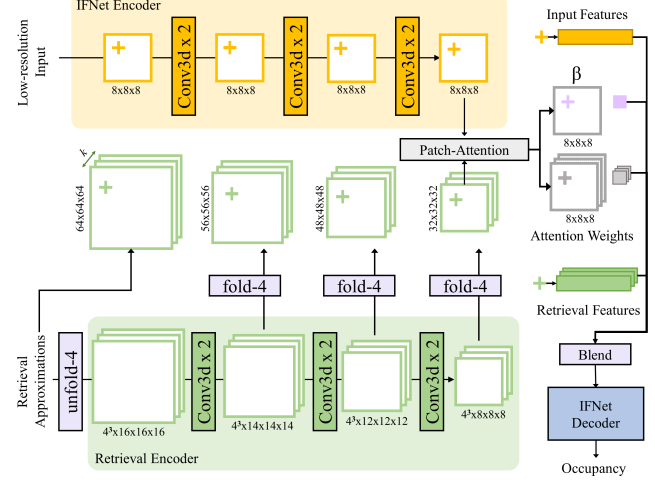 IFNet Encoder
Low-resolution
Input
8x8x8
Conv3d x 2
8x8x8
Conv3d x 2
8x8x8
Conv3d x 2
8x8x8
Input Features
β
8x8x8
Patch-Attention
8x8x8
Attention Weights
k
64x64x64
56x56x56
48x48x48
32x32x32
fold-4
fold-4
fold-4
Retrieval Features
Retrieval
Approximations
unfold-4
4³x16x16x16
Conv3d x 2
4³x14x14x14
Conv3d x 2
4³x12x12x12
Conv3d x 2
4³x8x8x8
Retrieval Encoder
Blend
IFNet
Decoder
Occupancy